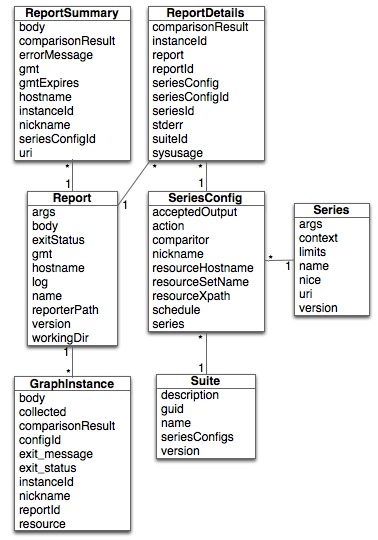 ReportSummary
body
comparisonResult
errorMessage
gmt
gmtExpires
hostname
instanceId
nickname
seriesConfigId
uri
ReportDetails
comparisonResult
instanceId
report
reportId
seriesConfig
seriesConfigId
seriesId
stderr
suiteId
sysusage
*
1
*
1
*
1
Report
args
body
exitStatus
gmt
hostname
log
name
reporterPath
version
workingDir
SeriesConfig
acceptedOutput
action
comparitor
nickname
resourceHostname
resourceSetName
resourceXpath
schedule
series
*
1
Series
args
context
limits
name
nice
uri
version
1
*
*
1
GraphInstance
body
collected
comparisonResult
configId
exit_message
exit_status
instanceId
nickname
reportId
resource
Suite
description
guid
name
seriesConfigs
version